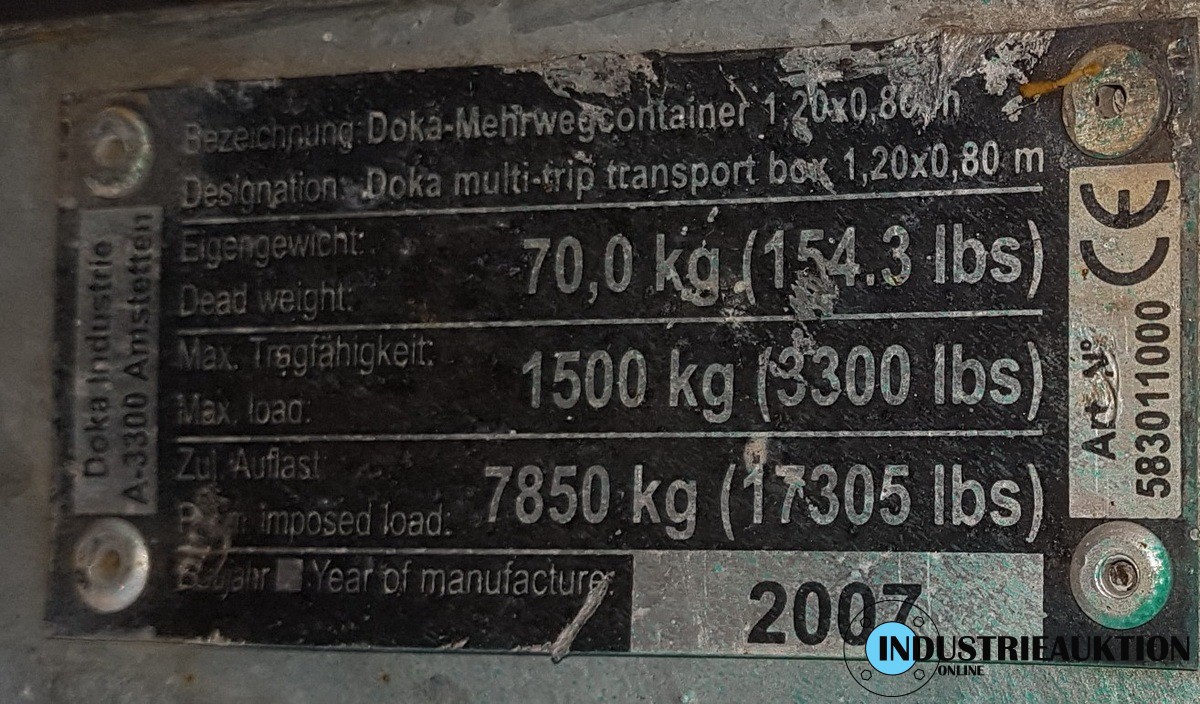 Bezeichnung: Doka-Mehrwegcontainer 1,20x0,80 m
Designation: Doka multi-trip transport box 1,20x0,80 m
Eigengewicht:
Dead weight:
70,0 kg (154.3 lbs)
Max. Tragfähigkeit:
Max. load:
1500 kg (3300 lbs)
Zul. Auflast
Perm. imposed load:
7850 kg (17305 lbs)
Baujahr Year of manufacture:
2007
Doka Industrie
A-3300 Amstetten
CE
Art. N°
583011000
INDUSTRIEAUKTION
ONLINE